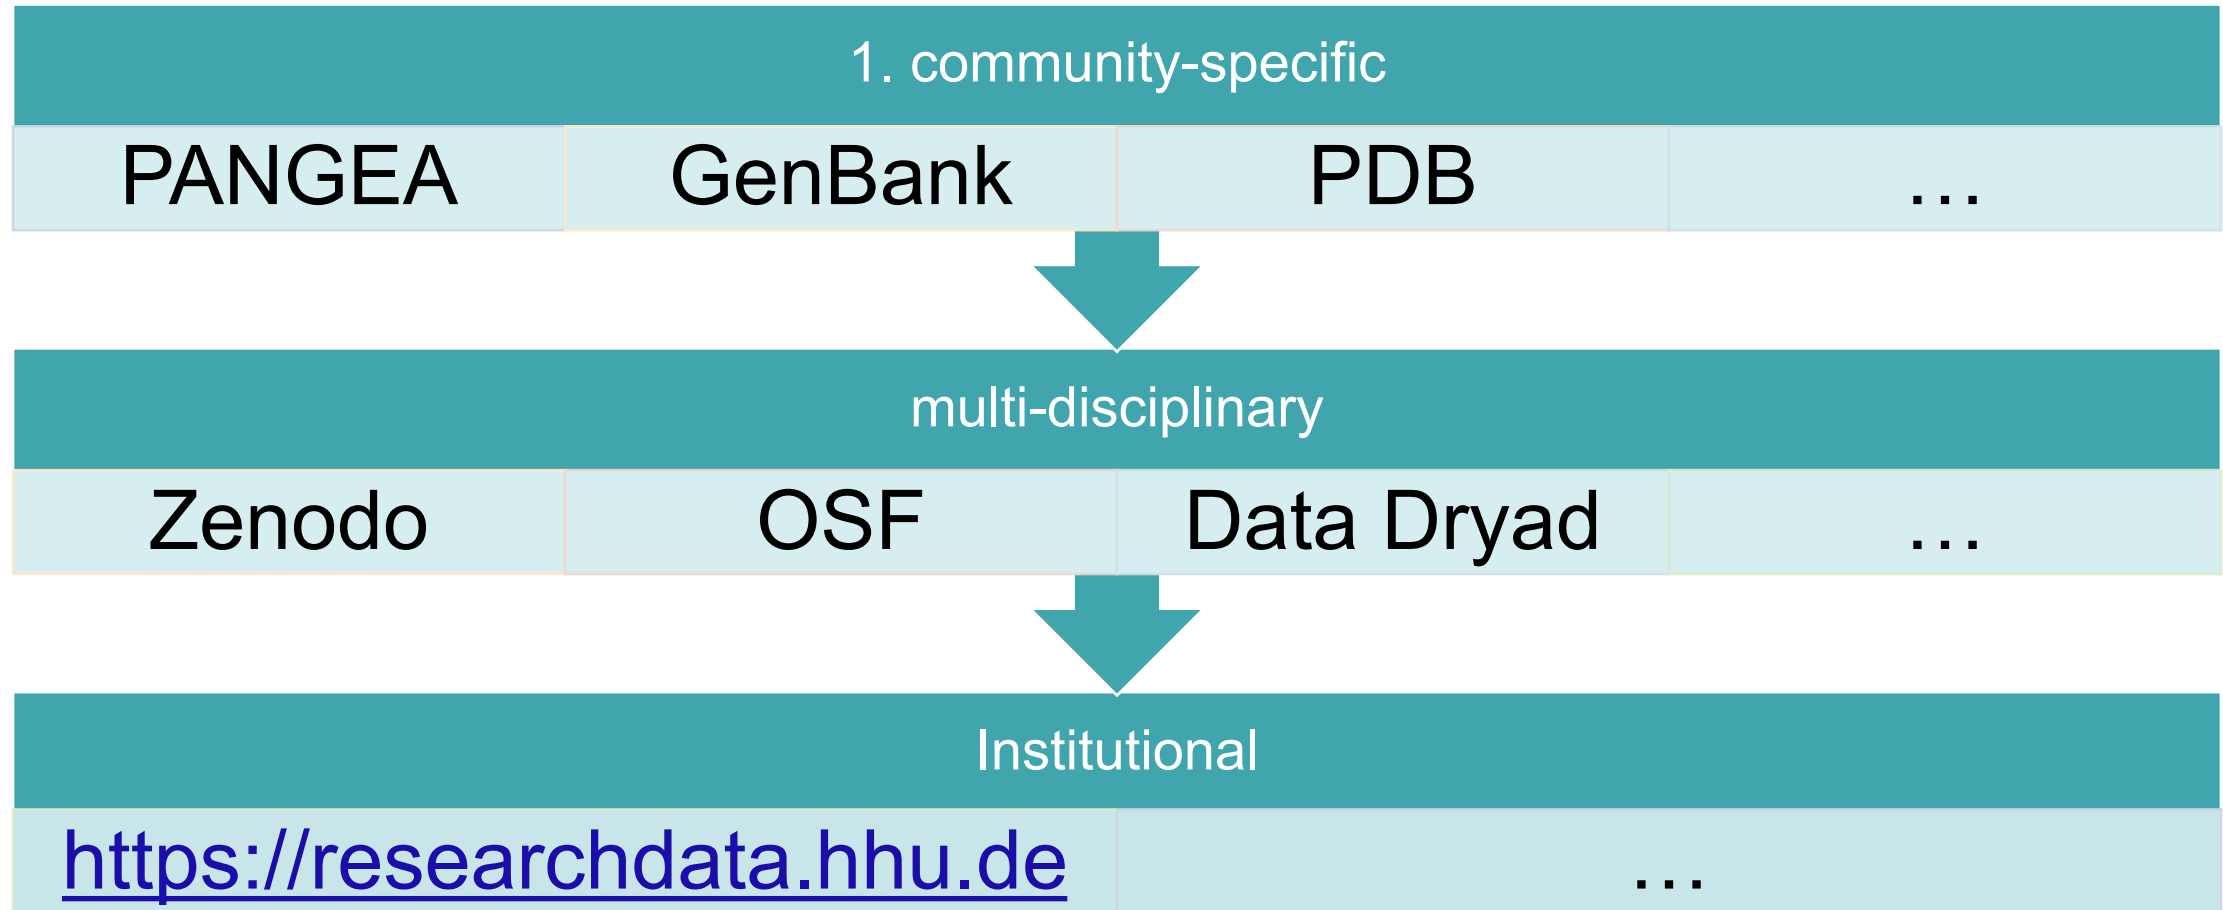 1. community-specific
PANGEA GenBank PDB …
multi-disciplinary
Zenodo OSF Data Dryad …
Institutional
https://researchdata.hhu.de …